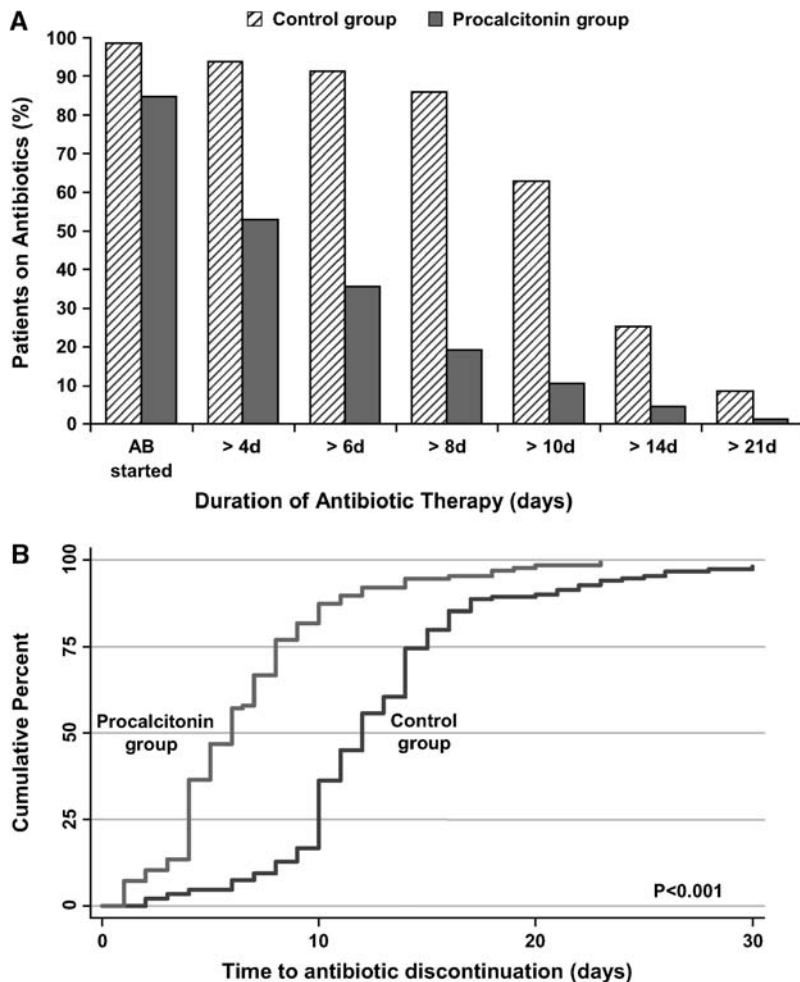 A
Control group
Procalcitonin group
Patients on Antibiotics (%)
100
90
80
70
60
50
40
30
20
10
0
AB
started
> 4d
> 6d
> 8d
> 10d
> 14d
> 21d
Duration of Antibiotic Therapy (days)
B
Cumulative Percent
100
75
50
25
0
Procalcitonin
group
Control
group
P<0.001
0
10
20
30
Time to antibiotic discontinuation (days)